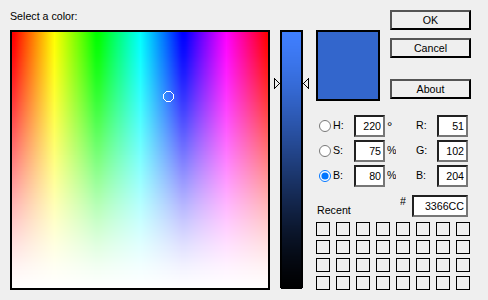 Select a color:
OK
Cancel
About
H: 220 ° R: 51
S: 75 % G: 102
B: 80 % B: 204
# 3366CC
Recent